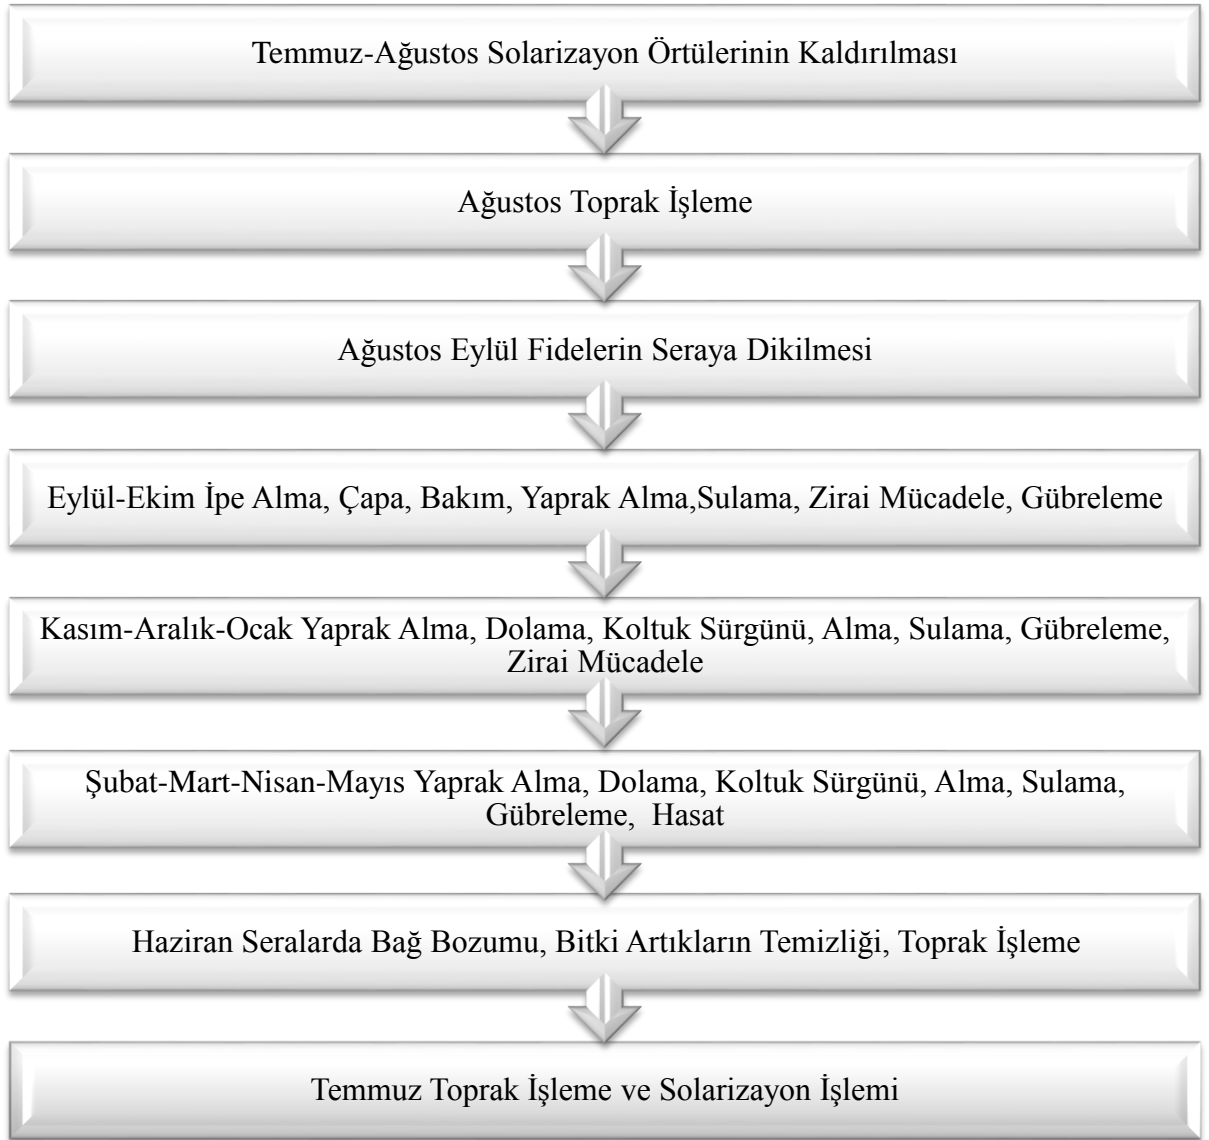 Temmuz-Ağustos Solarizayon Örtülerinin Kaldırılması
Ağustos Toprak İşleme
Ağustos Eylül Fidelerin Seraya Dikilmesi
Eylül-Ekim İpe Alma, Çapa, Bakım, Yaprak Alma,Sulama, Zirai Mücadele, Gübreleme
Kasım-Aralık-Ocak Yaprak Alma, Dolama, Koltuk Sürgünü, Alma, Sulama, Gübreleme,
Zirai Mücadele
Şubat-Mart-Nisan-Mayıs Yaprak Alma, Dolama, Koltuk Sürgünü, Alma, Sulama,
Gübreleme,  Hasat
Haziran Seralarda Bağ Bozumu, Bitki Artıkların Temizliği, Toprak İşleme
Temmuz Toprak İşleme ve Solarizayon İşlemi